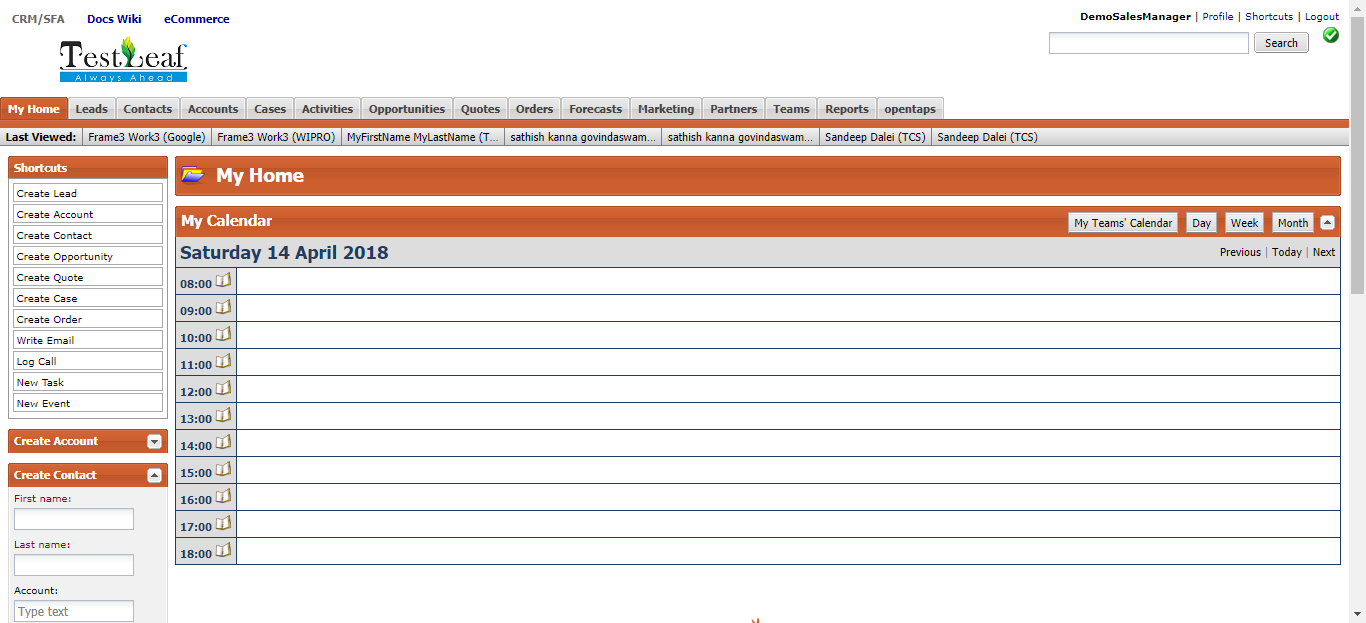 CRM/SFA Docs Wiki eCommerce
DemoSalesManager | Profile | Shortcuts | Logout
Search
TestLeaf
Always Ahead
My Home Leads Contacts Accounts Cases Activities Opportunities Quotes Orders Forecasts Marketing Partners Teams Reports opentaps
Last Viewed: Frame3 Work3 (Google) Frame3 Work3 (WIPRO) MyFirstName MyLastName (T... sathish kanna govindaswam... sathish kanna govindaswam... Sandeep Dalei (TCS) Sandeep Dalei (TCS)
Shortcuts
Create Lead
Create Account
Create Contact
Create Opportunity
Create Quote
Create Case
Create Order
Write Email
Log Call
New Task
New Event
Create Account
Create Contact
First name:
Last name:
Account:
Type text
My Home
My Calendar My Teams' Calendar Day Week Month
Saturday 14 April 2018 Previous | Today | Next
08:00
09:00
10:00
11:00
12:00
13:00
14:00
15:00
16:00
17:00
18:00